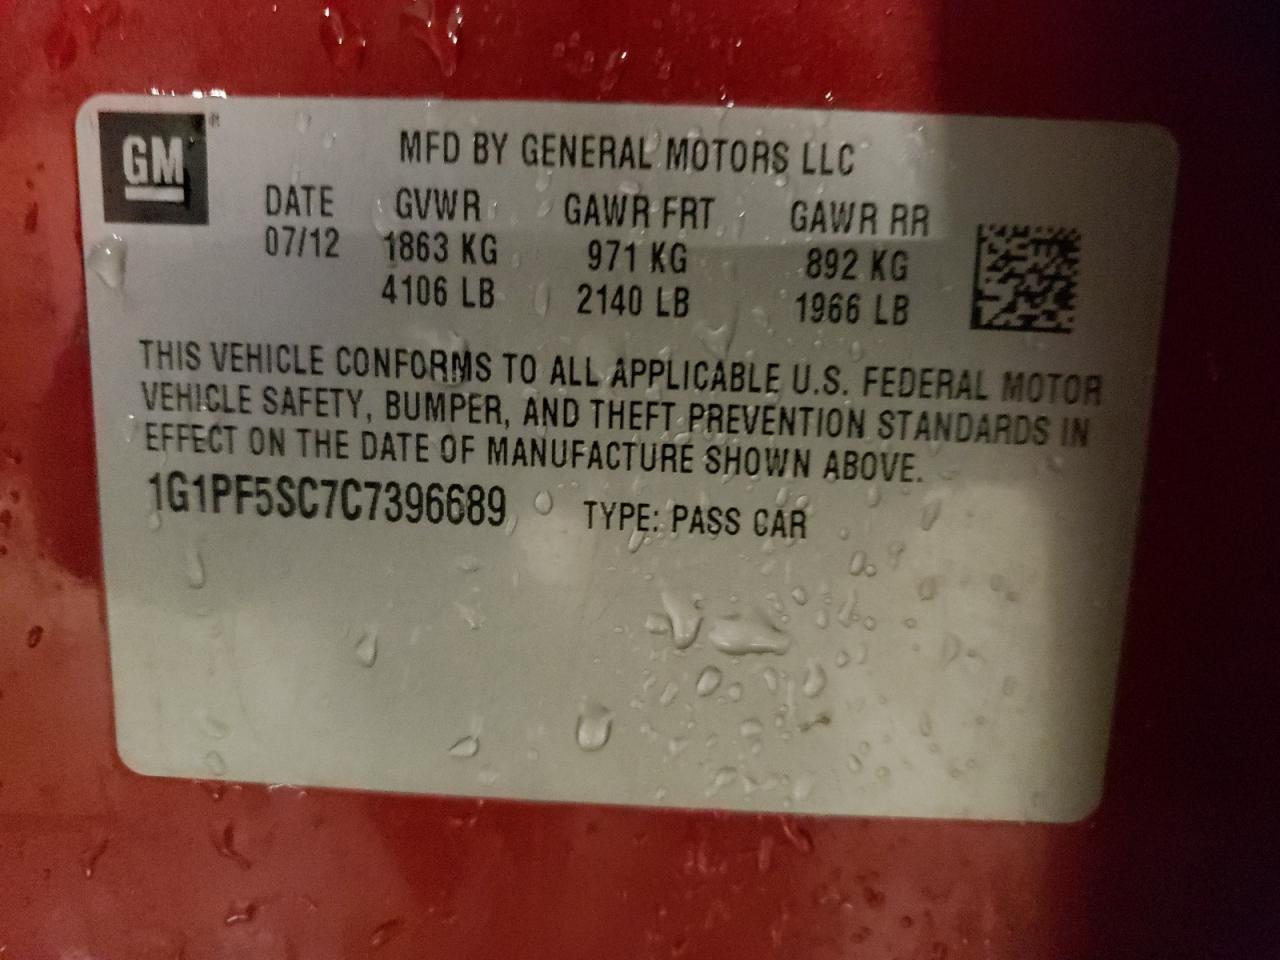 GM ®
MFD BY GENERAL MOTORS LLC
DATE GVWR GAWR FRT GAWR RR
07/12 1863 KG 971 KG 892 KG
4106 LB 2140 LB 1966 LB
THIS VEHICLE CONFORMS TO ALL APPLICABLE U.S. FEDERAL MOTOR
VEHICLE SAFETY, BUMPER, AND THEFT PREVENTION STANDARDS IN
EFFECT ON THE DATE OF MANUFACTURE SHOWN ABOVE.
1G1PF5SC7C7396689 TYPE: PASS CAR